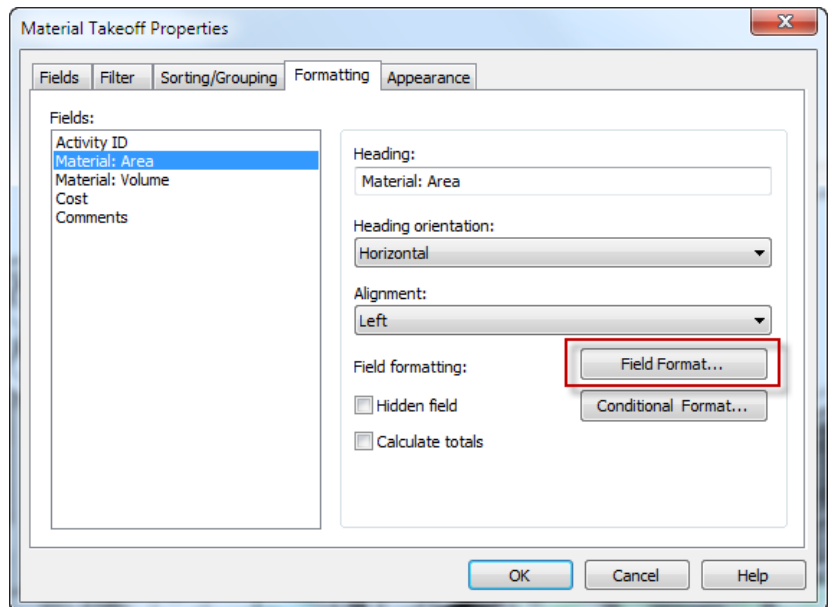 Material Takeoff Properties
x
Fields Filter Sorting/Grouping Formatting Appearance
Fields:
Activity ID
Material: Area
Material: Volume
Cost
Comments
Heading:
Material: Area
Heading orientation:
Horizontal
Alignment:
Left
Field formatting:
Field Format...
Hidden field
Conditional Format...
Calculate totals
OK Cancel Help